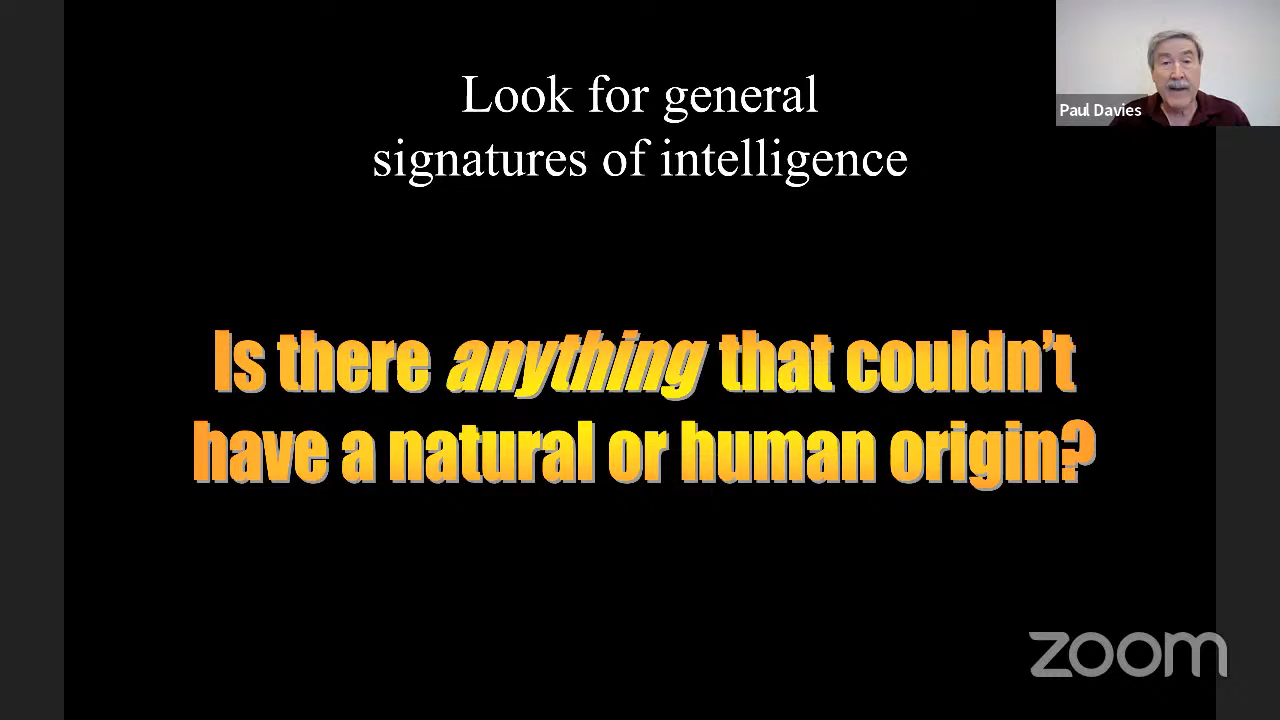 Look for general
signatures of intelligence
Paul Davies
Is there anything that couldn't
have a natural or human origin?
zoom